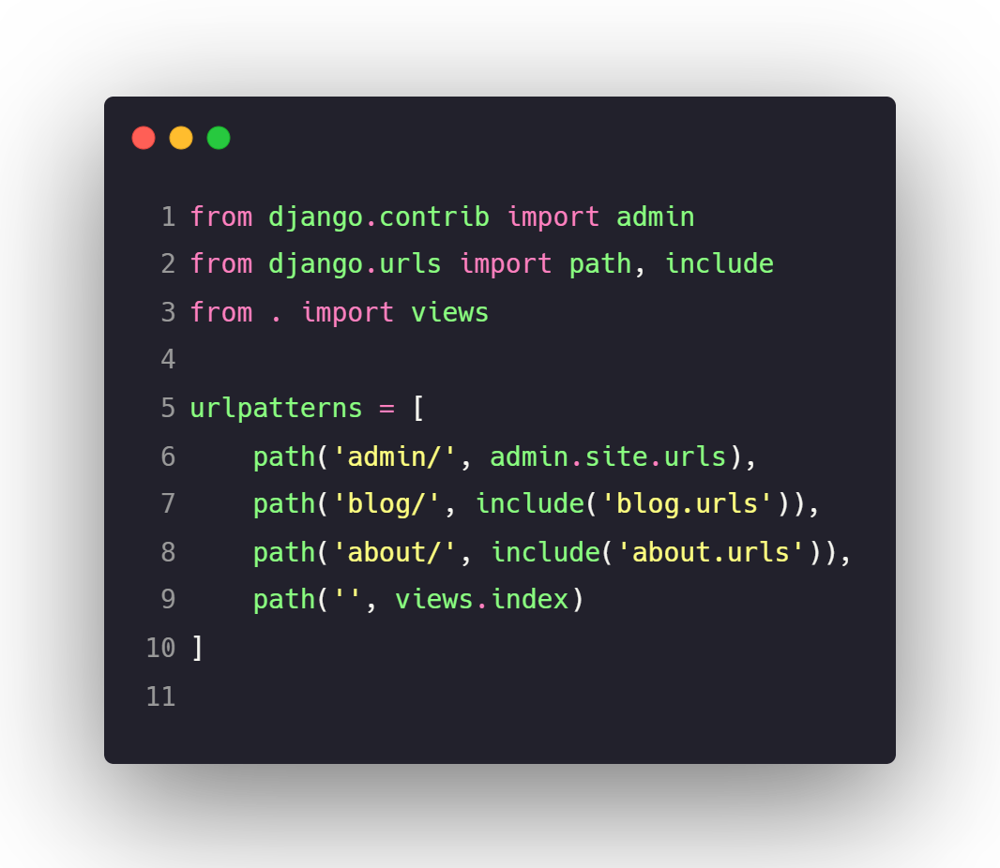 1 from django.contrib import admin
2 from django.urls import path, include
3 from . import views
4
5 urlpatterns = [
6     path('admin/', admin.site.urls),
7     path('blog/', include('blog.urls')),
8     path('about/', include('about.urls')),
9     path('', views.index)
10 ]
11